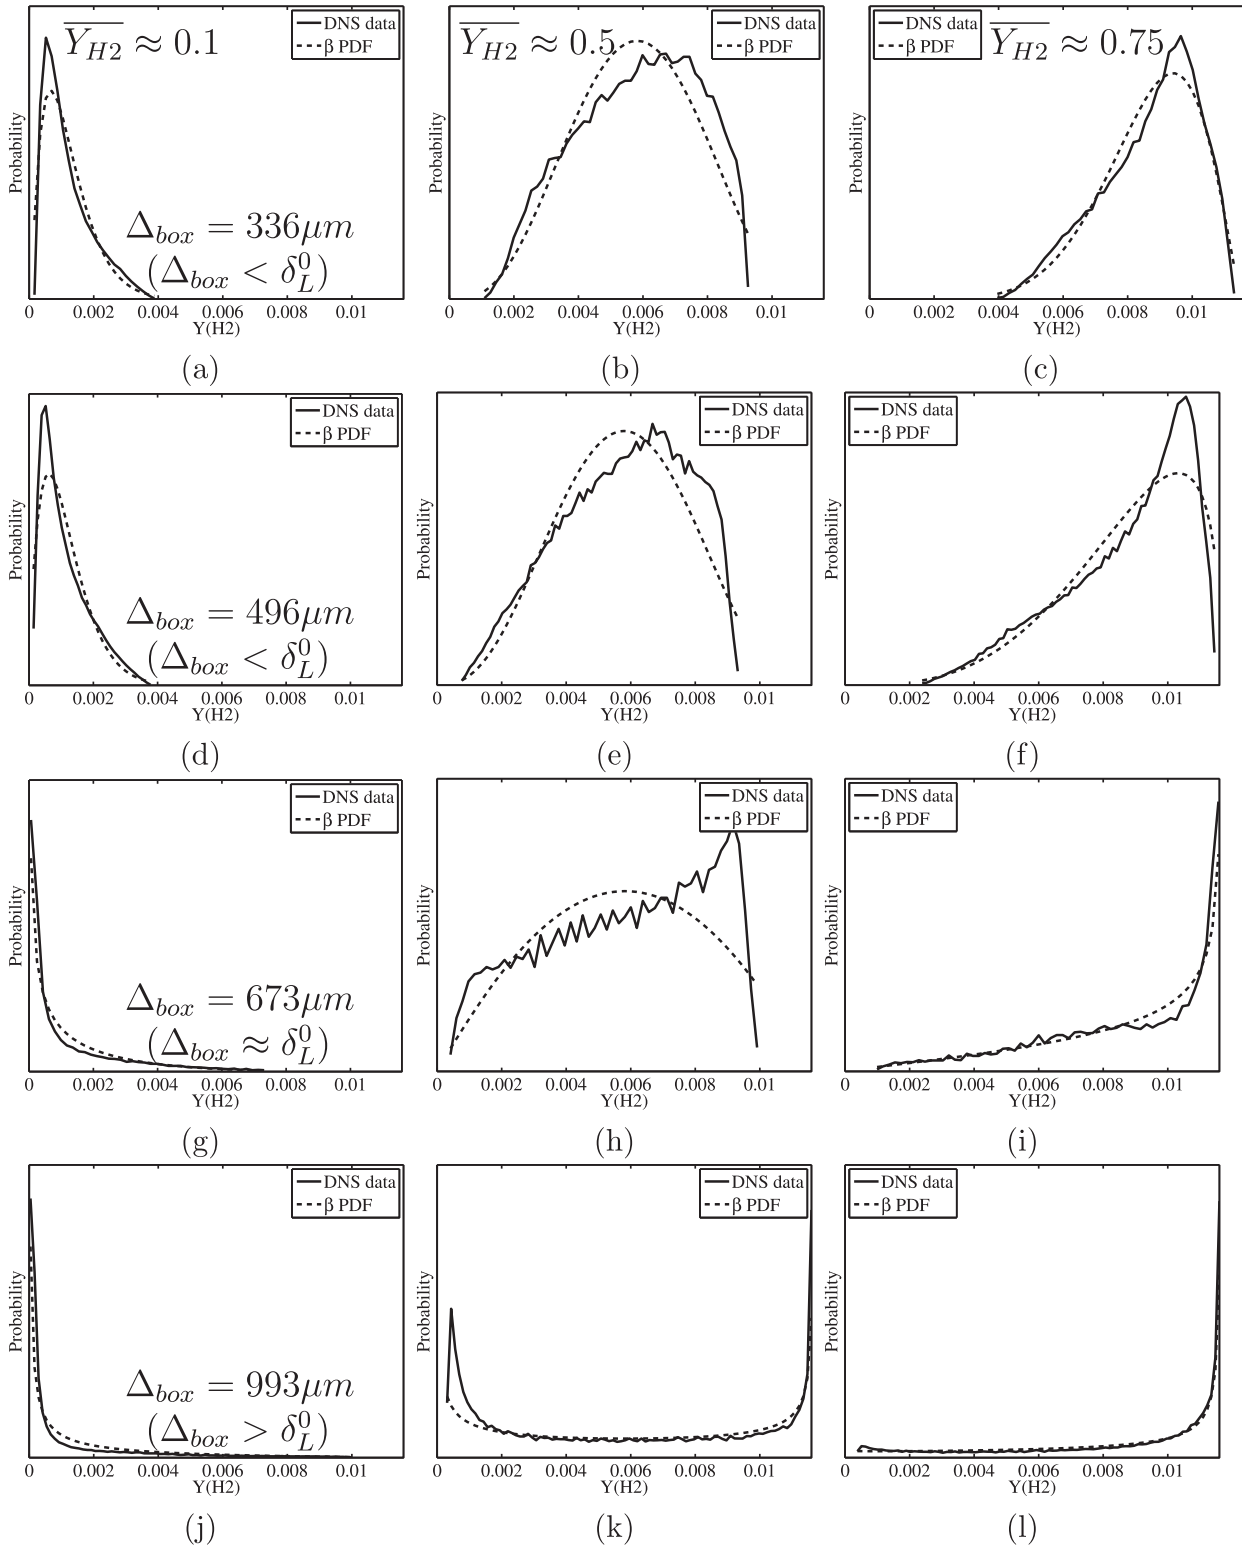 DNS data
β PDF
$\overline{Y_{H2}} \approx 0.1$
Probability
$\Delta_{box} = 336\mu m$
$(\Delta_{box} < \delta_L^0)$
0 0.002 0.004 0.006 0.008 0.01
Y(H2)
(a)
DNS data
β PDF
$\overline{Y_{H2}} \approx 0.5$
Probability
0 0.002 0.004 0.006 0.008 0.01
Y(H2)
(b)
DNS data
β PDF
$\overline{Y_{H2}} \approx 0.75$
Probability
0 0.002 0.004 0.006 0.008 0.01
Y(H2)
(c)
DNS data
β PDF
Probability
$\Delta_{box} = 496\mu m$
$(\Delta_{box} < \delta_L^0)$
0 0.002 0.004 0.006 0.008 0.01
Y(H2)
(d)
DNS data
β PDF
Probability
0 0.002 0.004 0.006 0.008 0.01
Y(H2)
(e)
DNS data
β PDF
Probability
0 0.002 0.004 0.006 0.008 0.01
Y(H2)
(f)
DNS data
β PDF
Probability
$\Delta_{box} = 673\mu m$
$(\Delta_{box} \approx \delta_L^0)$
0 0.002 0.004 0.006 0.008 0.01
Y(H2)
(g)
DNS data
β PDF
Probability
0 0.002 0.004 0.006 0.008 0.01
Y(H2)
(h)
DNS data
β PDF
Probability
0 0.002 0.004 0.006 0.008 0.01
Y(H2)
(i)
DNS data
β PDF
Probability
$\Delta_{box} = 993\mu m$
$(\Delta_{box} > \delta_L^0)$
0 0.002 0.004 0.006 0.008 0.01
Y(H2)
(j)
DNS data
β PDF
Probability
0 0.002 0.004 0.006 0.008 0.01
Y(H2)
(k)
DNS data
β PDF
Probability
0 0.002 0.004 0.006 0.008 0.01
Y(H2)
(l)